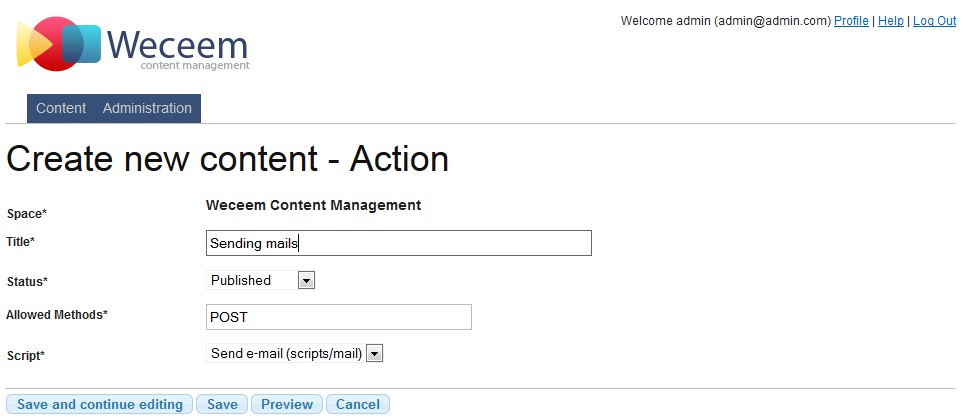 Welcome admin (admin@admin.com) Profile | Help | Log Out
Weceem
content management
Content Administration
Create new content - Action
Space* Weceem Content Management
Title* Sending mails
Status* Published
Allowed Methods* POST
Script* Send e-mail (scripts/mail)
Save and continue editing Save Preview Cancel